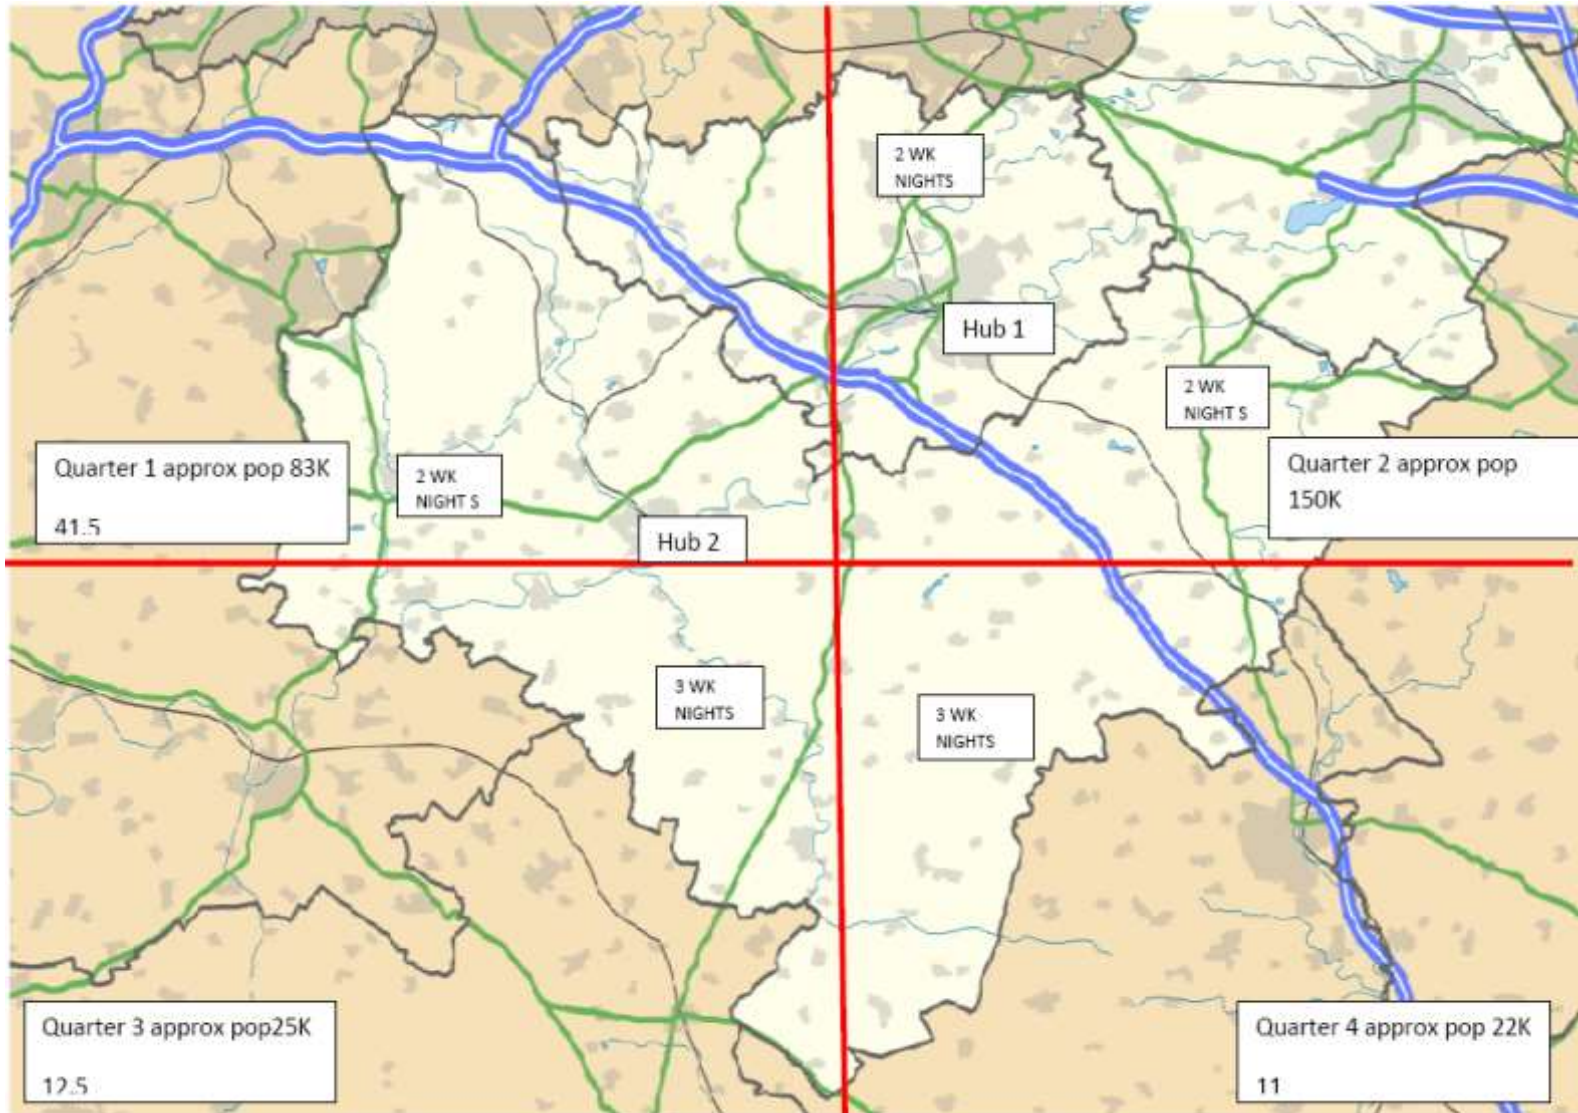 2 WK
NIGHTS
Hub 1
2 WK
NIGHT S
Quarter 1 approx pop 83K
41.5
2 WK
NIGHT S
Quarter 2 approx pop
150K
Hub 2
3 WK
NIGHTS
3 WK
NIGHTS
Quarter 3 approx pop25K
12.5
Quarter 4 approx pop 22K
11